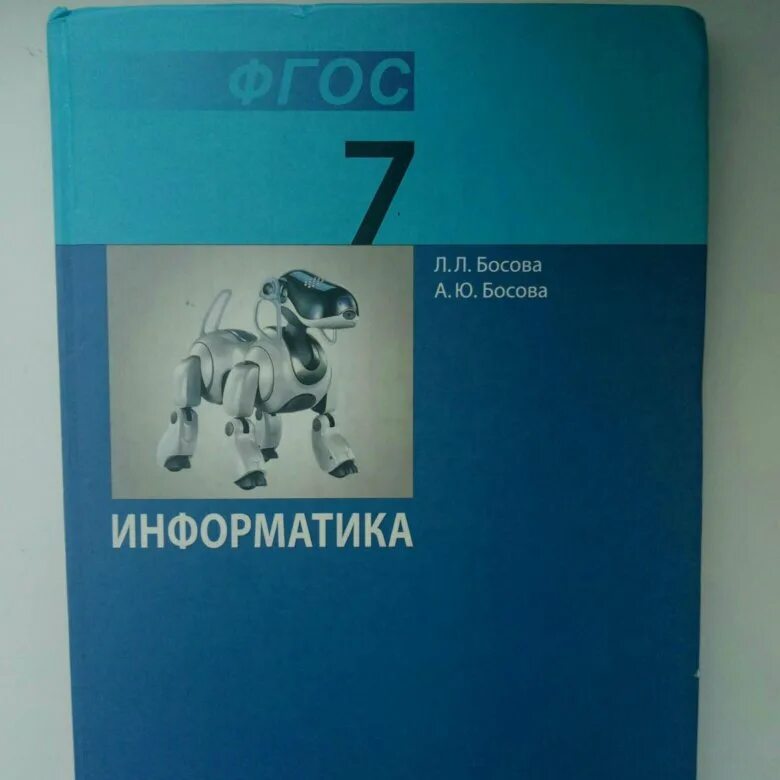 ФГОС
7
Л. Л. Босова
А. Ю. Босова
ИНФОРМАТИКА